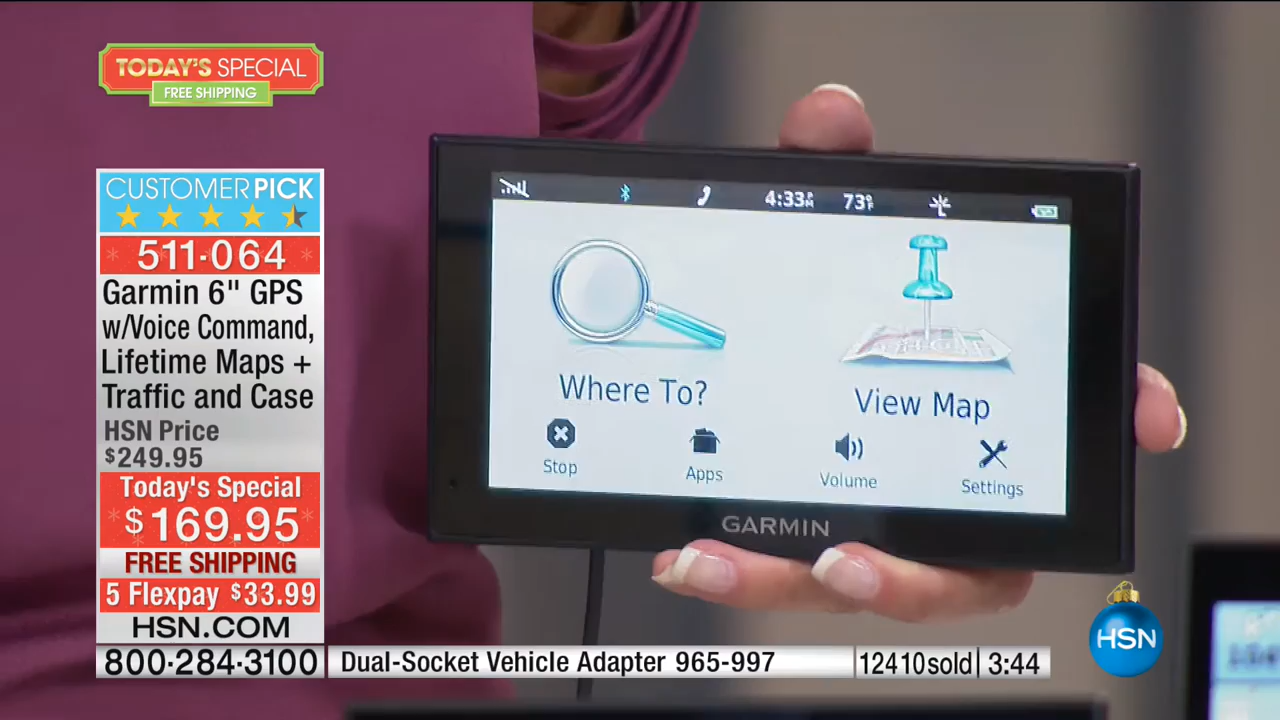 TODAY'S SPECIAL
FREE SHIPPING
CUSTOMER PICK
511·064
Garmin 6" GPS
w/Voice Command,
Lifetime Maps +
Traffic and Case
HSN Price
$249.95
Today's Special
$169.95
FREE SHIPPING
5 Flexpay $33.99
HSN.COM
800·284·3100
Dual-Socket Vehicle Adapter 965-997
12410 sold
3:44
HSN
4:33
73°F
Where To?
View Map
Stop
Apps
Volume
Settings
GARMIN